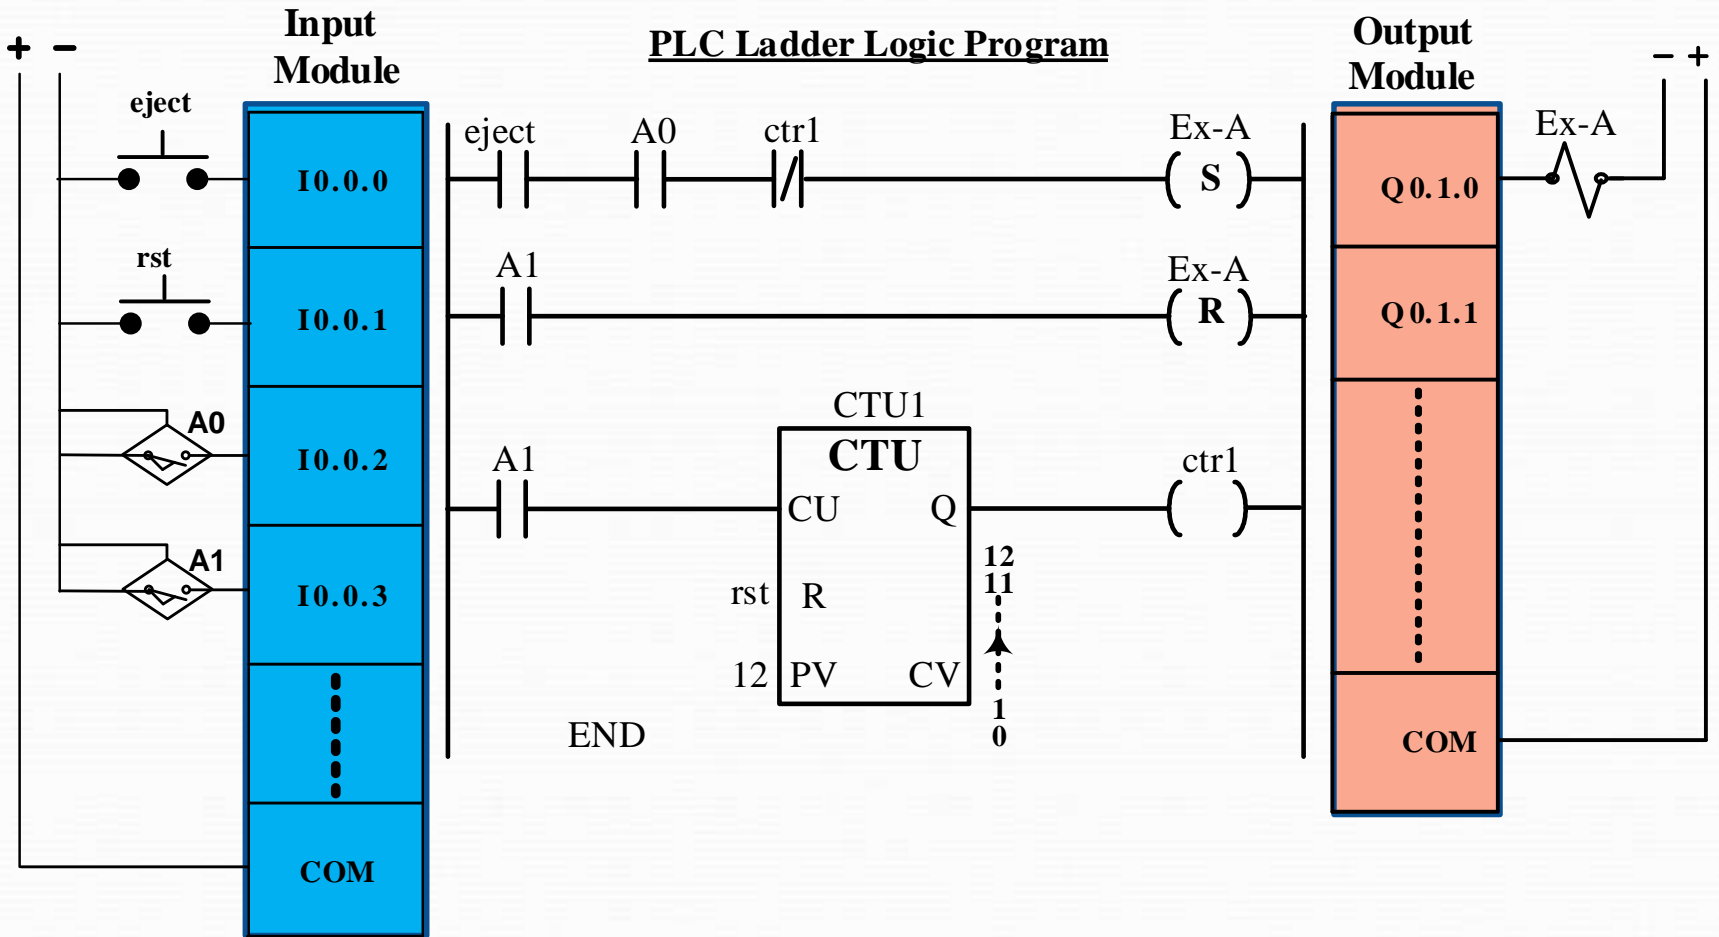 Input
Module
PLC Ladder Logic Program
Output
Module
+ −
− +
eject
I0.0.0
rst
I0.0.1
A0
I0.0.2
A1
I0.0.3
COM
eject A0 ctr1 Ex-A
S
A1 Ex-A
R
CTU1
CTU
A1 ctr1
CU Q
rst R
12 PV CV
12
11
1
0
END
Q0.1.0
Ex-A
Q0.1.1
COM